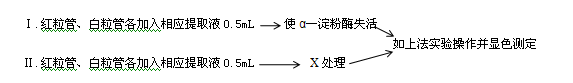 Ⅰ. 红粒管、白粒管各加入相应提取液 0.5mL → 使 α—淀粉酶失活
如上法实验操作并显色测定
Ⅱ. 红粒管、白粒管各加入相应提取液 0.5mL → X 处理